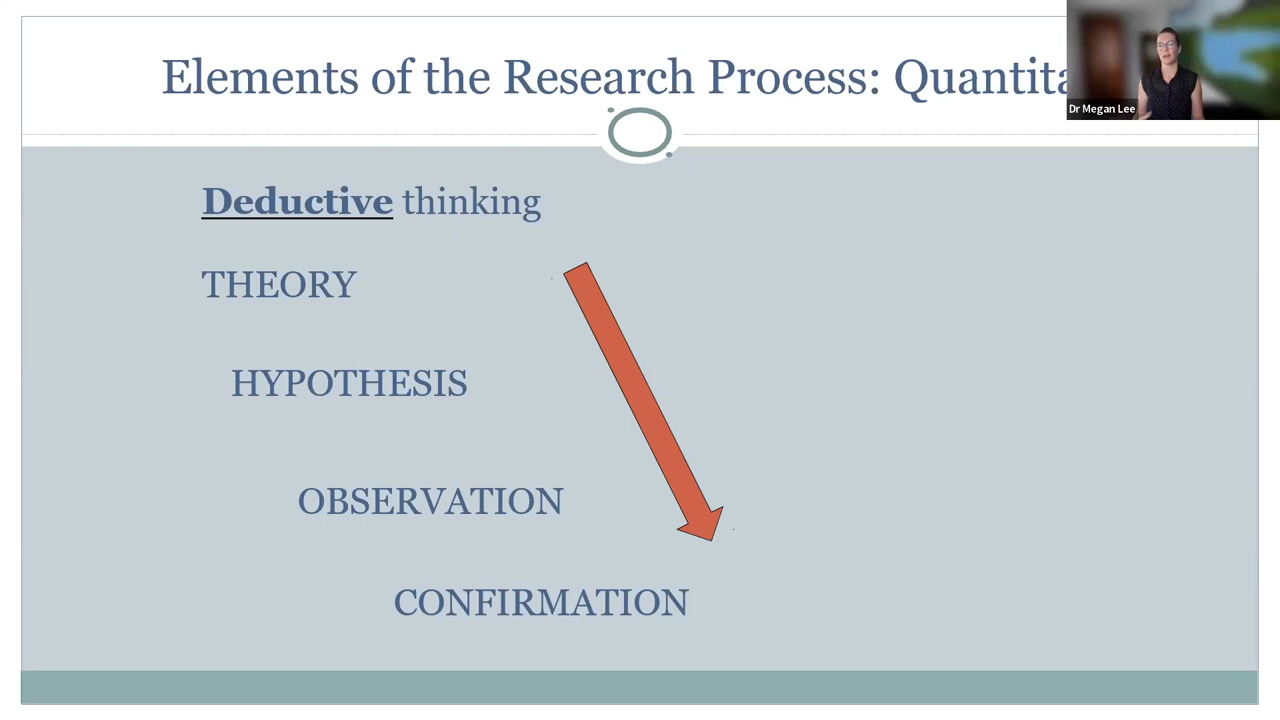 Elements of the Research Process: Quantita
Dr Megan Lee
Deductive thinking
THEORY
HYPOTHESIS
OBSERVATION
CONFIRMATION